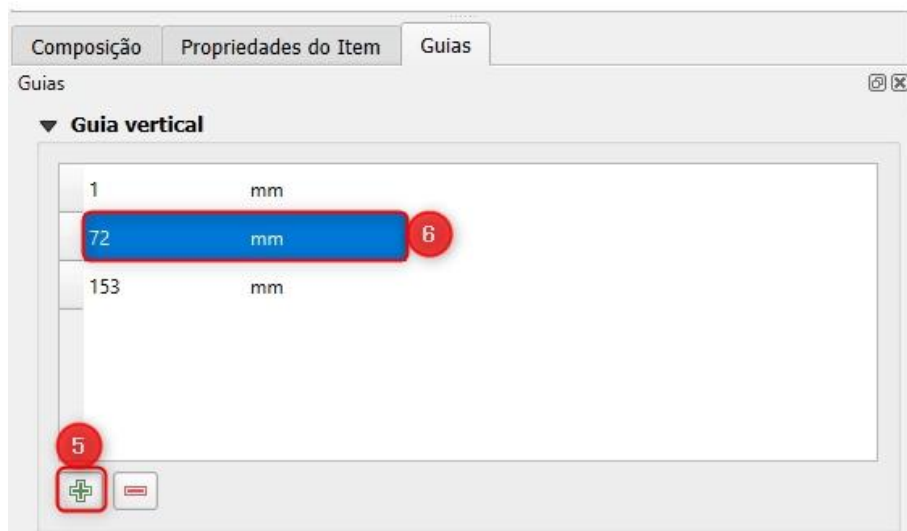 Composição Propriedades do Item Guias
Guias
Guia vertical
1 mm
72 mm 6
153 mm
5